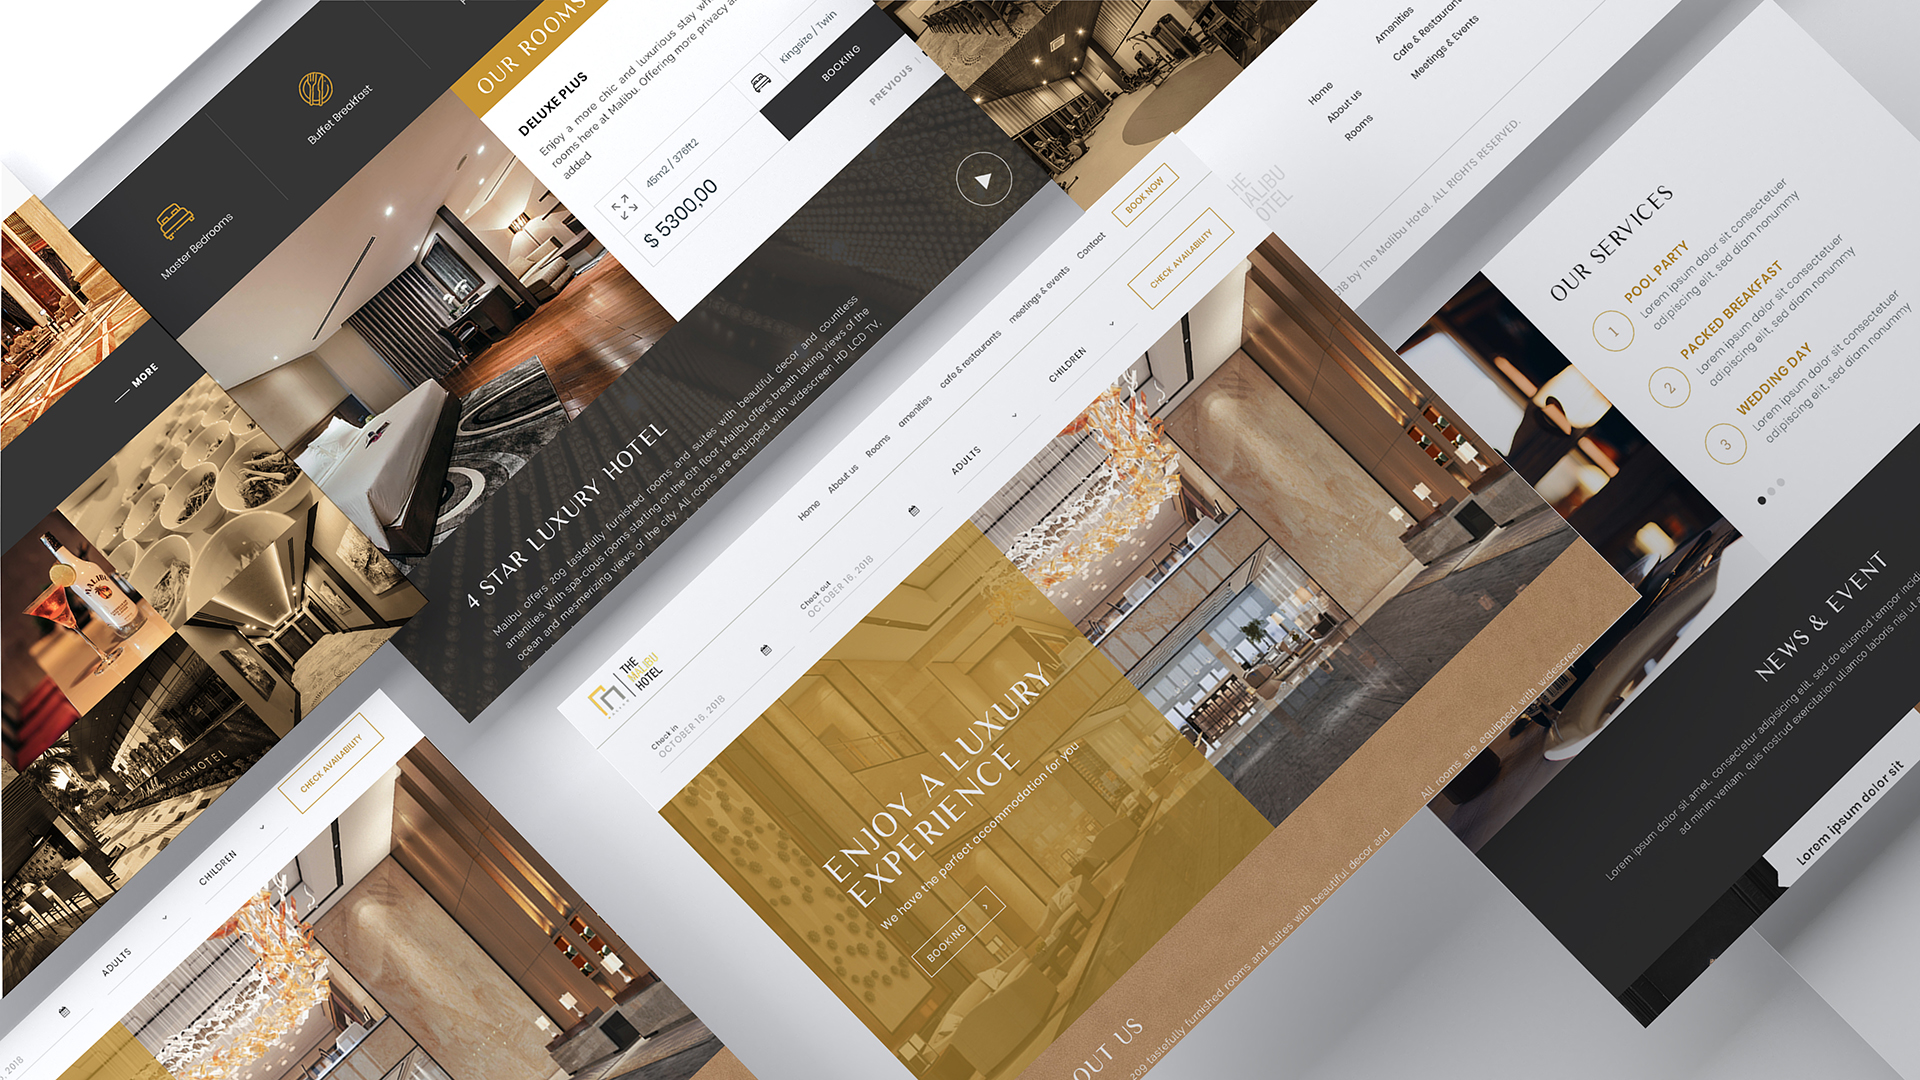 Buffet Breakfast
Master Bedrooms
MORE
OUR ROOMS
DELUXE PLUS
Enjoy a more chic and luxurious stay
rooms here at Malibu. Offering more privacy
added
45m2 / 376ft2
Kingsize / Twin
$ 5300,00
BOOKING
PREVIOUS
4 STAR LUXURY HOTEL
Malibu offers 209 tastefully furnished rooms and suites with beautiful decor and countless
amenities. With spa-cious rooms starting on the 6th floor, Malibu offers breath taking views of the
ocean and mesmerizing views of the city. All rooms are equipped with widescreen HD LCD TV,
MALIBU
BEACH HOTEL
Amenities
Cafe & Restaurant
Meetings & Events
Home
About us
Rooms
THE
MALIBU
HOTEL
2018 by The Malibu Hotel. ALL RIGHTS RESERVED.
THE
MALIBU
HOTEL
Home
About us
Rooms
amenities
cafe & restaurants
meetings & events
Contact
BOOK NOW
Check in
OCTOBER 16, 2018
Check out
OCTOBER 18, 2018
ADULTS
CHILDREN
CHECK AVAILABILITY
ENJOY A LUXURY
EXPERIENCE
We have the perfect accommodation for you
BOOKING
OUT US
209 tastefully furnished rooms and suites with beautiful decor and
All rooms are equipped with widescreen
OUR SERVICES
1
POOL PARTY
Lorem ipsum dolor sit consectetuer
adipiscing elit, sed diam nonummy
2
PACKED BREAKFAST
Lorem ipsum dolor sit consectetuer
adipiscing elit, sed diam nonummy
3
WEDDING DAY
Lorem ipsum dolor sit consectetuer
adipiscing elit, sed diam nonummy
NEWS & EVENT
Lorem ipsum dolor sit amet, consectetur adipisicing elit, sed do eiusmod tempor
ad minim veniam, quis nostrud exercitation ullamco laboris nisi ut
Lorem ipsum dolor sit
2018
ADULTS
CHILDREN
CHECK AVAILABILITY